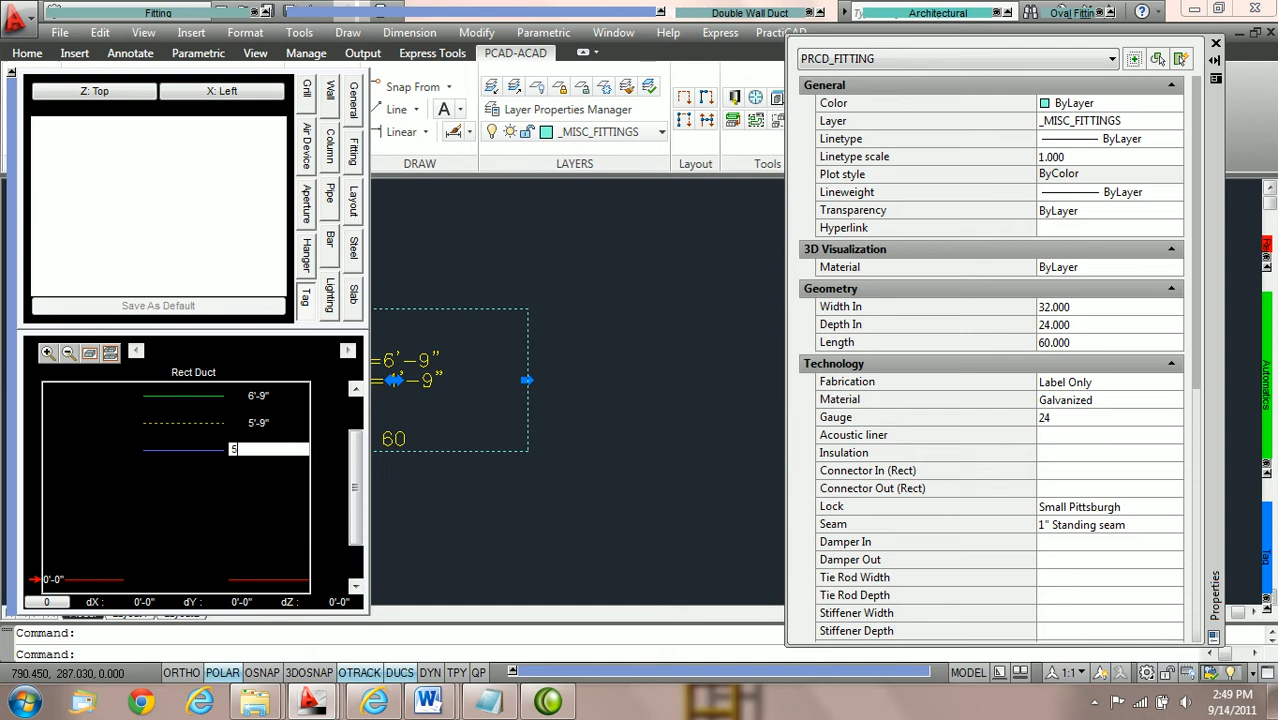 Fitting
Double Wall Duct
Architectural
Oval Fittin
File Edit View Insert Format Tools Draw Dimension Modify Parametric Window Help Express
Home Insert Annotate Parametric View Manage Output Express Tools PCAD-ACAD
Z: Top X: Left
Save As Default
Grill
Air Device
Aperture
Hanger
Tag
Wall
Column
Pipe
Bar
Lighting
General
Fitting
Layout
Steel
Slab
Snap From
Line A
Linear
DRAW
Layer Properties Manager
_MISC_FITTINGS
LAYERS
Layout
Tools
=6'-9"
'-9"
60
Rect Duct
6'-9"
5'-9"
5
0'-0"
0 dX : 0'-0" dY : 0'-0" dZ : 0'-0"
PRCD_FITTING
General
Color ByLayer
Layer _MISC_FITTINGS
Linetype ByLayer
Linetype scale 1.000
Plot style ByColor
Lineweight ByLayer
Transparency ByLayer
Hyperlink
3D Visualization
Material ByLayer
Geometry
Width In 32.000
Depth In 24.000
Length 60.000
Technology
Fabrication Label Only
Material Galvanized
Gauge 24
Acoustic liner
Insulation
Connector In (Rect)
Connector Out (Rect)
Lock Small Pittsburgh
Seam 1" Standing seam
Damper In
Damper Out
Tie Rod Width
Tie Rod Depth
Stiffener Width
Stiffener Depth
Properties
Automatics
Tag
Command:
Command:
790.450, 287.030, 0.000 ORTHO POLAR OSNAP 3DOSNAP OTRACK DUCS DYN TPY QP MODEL 1:1
2:49 PM
9/14/2011